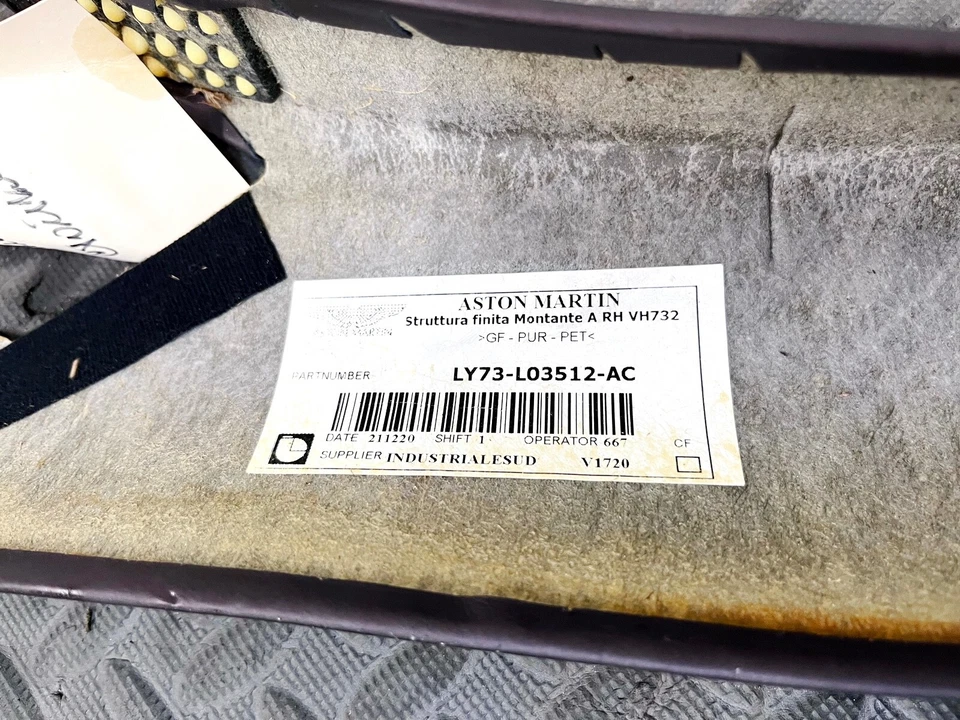 ASTON MARTIN
Struttura finita Montante A RH VH732
>GF - PUR - PET<
PARTNUMBER LY73-L03512-AC
DATE 211220 SHIFT 1 OPERATOR 667 CF
SUPPLIER INDUSTRIALESUD V1720